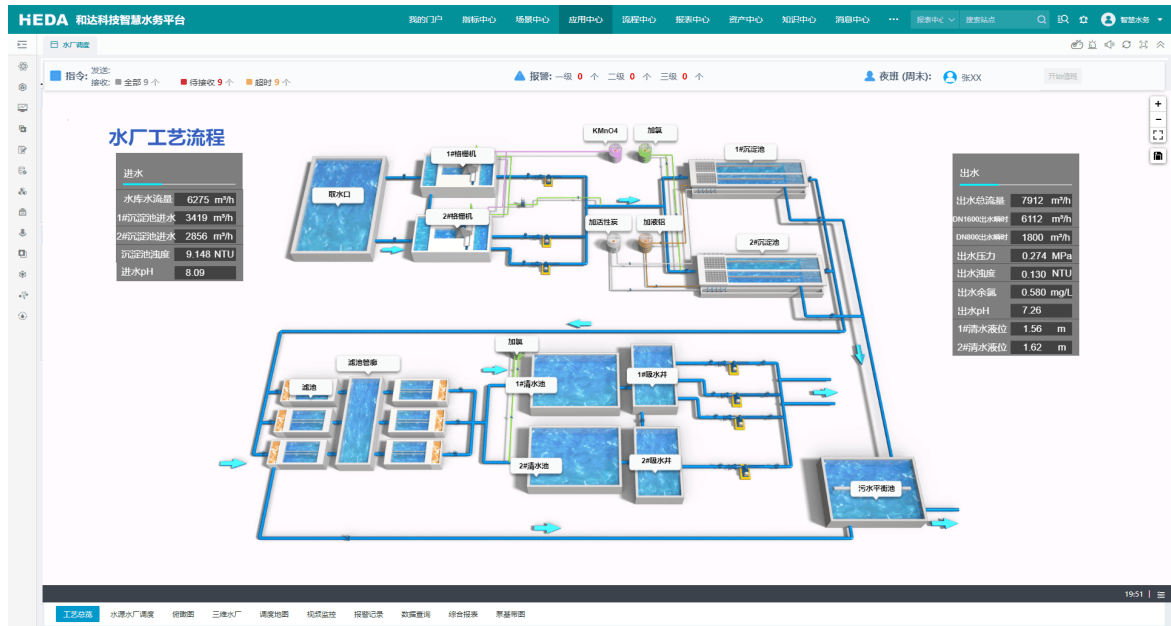 HEDA 和达科技智慧水务平台 我的门户 指标中心 场景中心 应用中心 流程中心 报表中心 资产中心 知识中心 消息中心 ··· 报表中心 搜索站点 智慧水务
水厂调度
指令: 发送:
接收: 全部 9 个 待接收 9 个 超时 9 个
报警: 一级 0 个 二级 0 个 三级 0 个
夜班 (周末): 张XX 开始值班
水厂工艺流程
进水
水库水流量 6275 m³/h
1#沉淀池进水 3419 m³/h
2#沉淀池进水 2856 m³/h
沉淀池浊度 9.148 NTU
进水pH 8.09
取水口
1#格栅机
2#格栅机
KMnO4
加氯
加活性炭
加液铝
1#沉淀池
2#沉淀池
出水
出水总流量 7912 m³/h
DN1600出水瞬时 6112 m³/h
DN800出水瞬时 1800 m³/h
出水压力 0.274 MPa
出水浊度 0.130 NTU
出水余氯 0.580 mg/L
出水pH 7.26
1#清水液位 1.56 m
2#清水液位 1.62 m
滤池
滤池管廊
加氯
1#清水池
2#清水池
1#吸水井
2#吸水井
污水平衡池
19:51
工艺总览 水源水厂调度 俯瞰图 三维水厂 调度地图 视频监控 报警记录 数据查询 综合报表 泵基带图